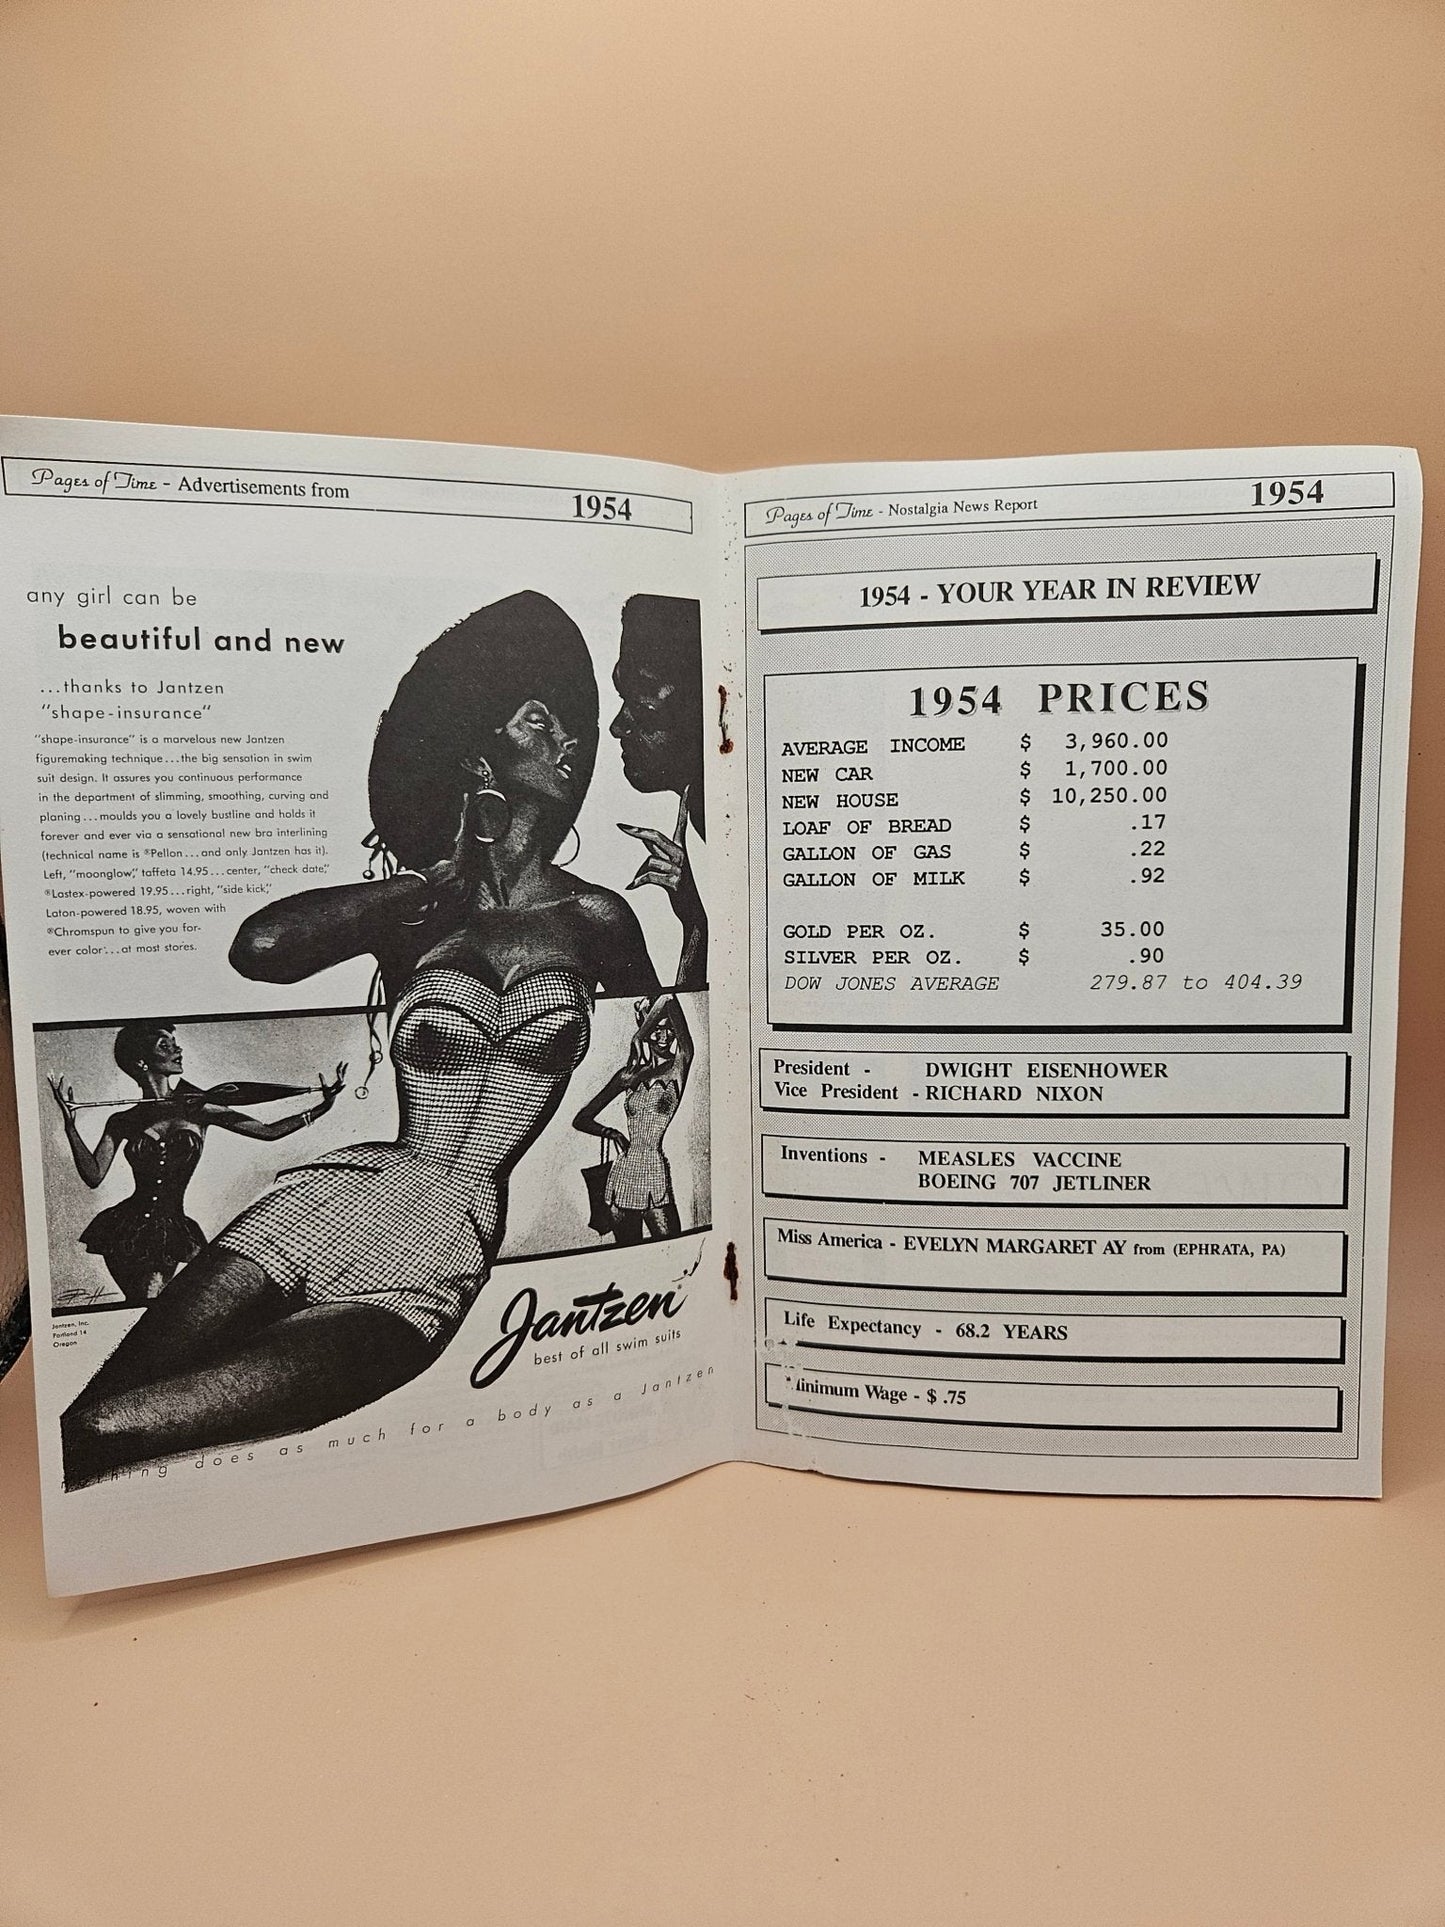 Pages of Time - Advertisements from 1954
any girl can be
beautiful and new
...thanks to Jantzen
"shape-insurance"
"shape-insurance" is a marvelous new Jantzen
figuremaking technique...the big sensation in swim
suit design. It assures you continuous performance
in the department of slimming, smoothing, curving and
planing...moulds you a lovely bustline and holds it
forever and ever via a sensational new bra interlining
(technical name is ®Pellon...and only Jantzen has it).
Left, "moonglow," taffeta 14.95...center, "check date,"
®Lastex-powered 19.95...right, "side kick,"
Laton-powered 18.95, woven with
®Chromspun to give you for-
ever color...at most stores.
Jantzen, Inc.
Portland 14
Oregon
Jantzen®
best of all swim suits
nothing does as much for a body as a Jantzen
Pages of Time - Nostalgia News Report 1954
1954 - YOUR YEAR IN REVIEW
1954 PRICES
AVERAGE INCOME $ 3,960.00
NEW CAR $ 1,700.00
NEW HOUSE $ 10,250.00
LOAF OF BREAD $ .17
GALLON OF GAS $ .22
GALLON OF MILK $ .92
GOLD PER OZ. $ 35.00
SILVER PER OZ. $ .90
DOW JONES AVERAGE 279.87 to 404.39
President - DWIGHT EISENHOWER
Vice President - RICHARD NIXON
Inventions - MEASLES VACCINE
BOEING 707 JETLINER
Miss America - EVELYN MARGARET AY from (EPHRATA, PA)
Life Expectancy - 68.2 YEARS
Minimum Wage - $ .75